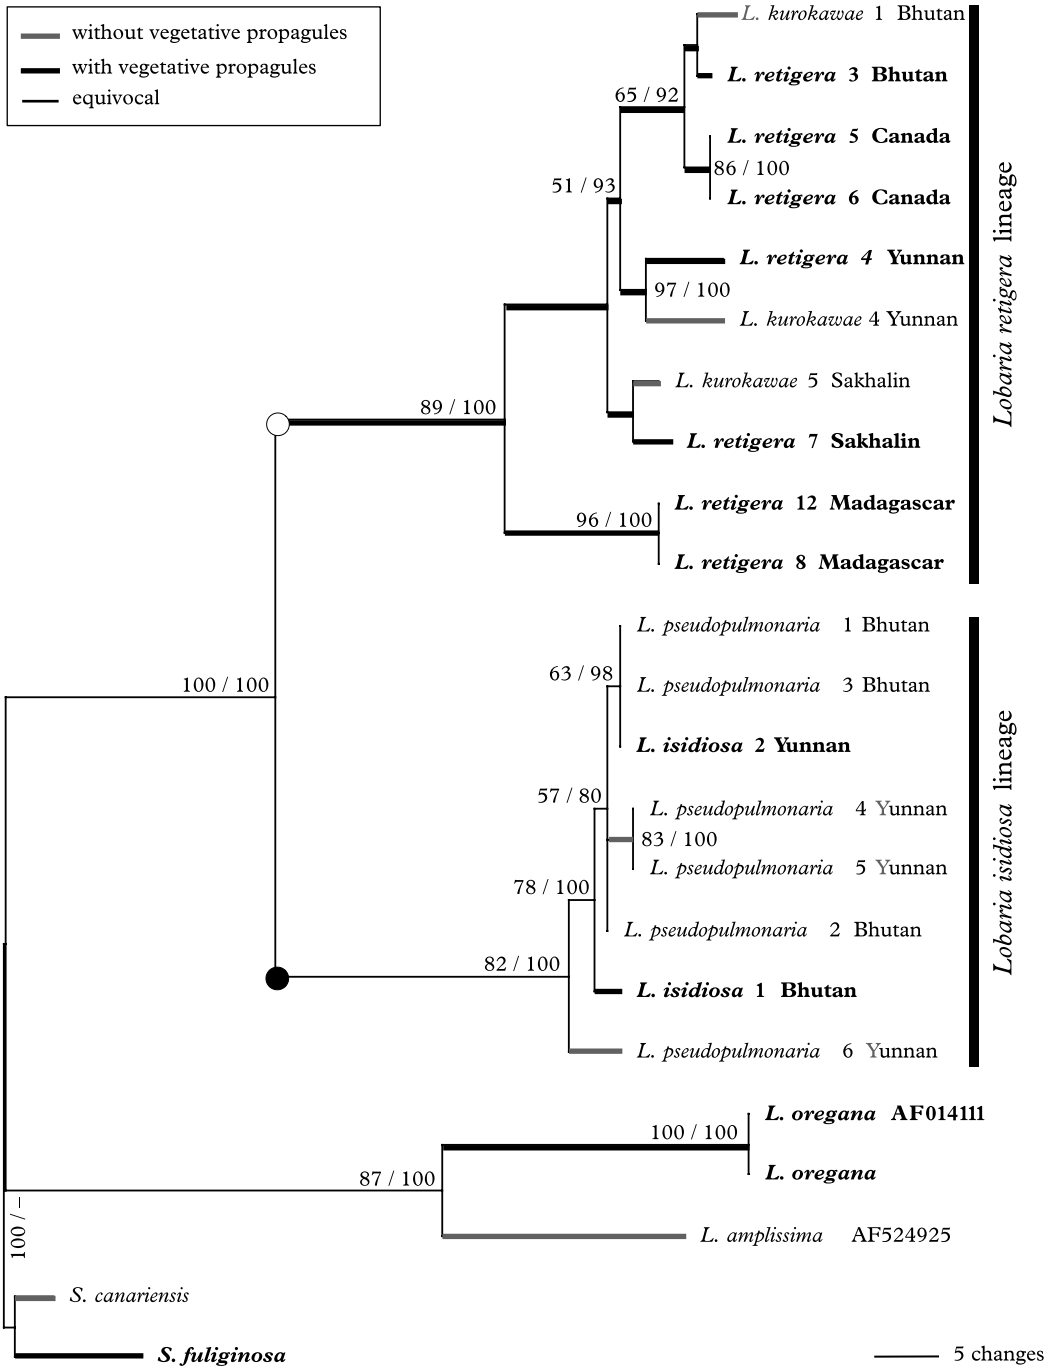 without vegetative propagules
with vegetative propagules
equivocal
L. kurokawae 1 Bhutan
L. retigera 3 Bhutan
65 / 92
L. retigera 5 Canada
86 / 100
L. retigera 6 Canada
51 / 93
L. retigera 4 Yunnan
97 / 100
L. kurokawae 4 Yunnan
L. kurokawae 5 Sakhalin
89 / 100
L. retigera 7 Sakhalin
L. retigera 12 Madagascar
96 / 100
L. retigera 8 Madagascar
Lobaria retigera lineage
L. pseudopulmonaria 1 Bhutan
63 / 98
L. pseudopulmonaria 3 Bhutan
100 / 100
L. isidiosa 2 Yunnan
57 / 80
L. pseudopulmonaria 4 Yunnan
83 / 100
L. pseudopulmonaria 5 Yunnan
78 / 100
L. pseudopulmonaria 2 Bhutan
82 / 100
L. isidiosa 1 Bhutan
L. pseudopulmonaria 6 Yunnan
Lobaria isidiosa lineage
L. oregana AF014111
100 / 100
L. oregana
87 / 100
L. amplissima AF524925
100 / –
S. canariensis
S. fuliginosa
5 changes